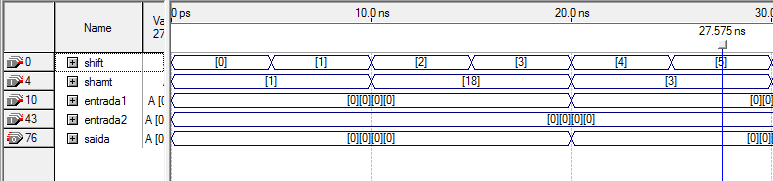 Name Va 27 0 ps 10.0 ns 20.0 ns 30.0
27.575 ns
0 shift [0] [1] [2] [3] [4] [5]
4 shamt [1] [18] [3]
10 entrada1 A [0 [0][0][0][0] [0][0]
43 entrada2 A [0 [0][0][0][0]
76 saida A [0 [0][0][0][0] [0][0]